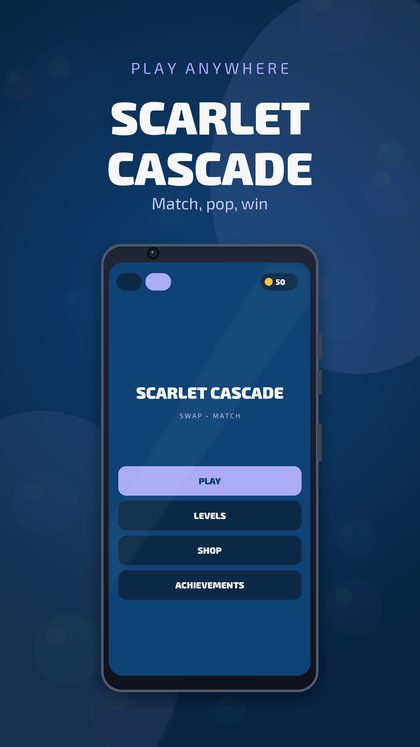 PLAY ANYWHERE
SCARLET
CASCADE
Match, pop, win
50
SCARLET CASCADE
SWAP • MATCH
PLAY
LEVELS
SHOP
ACHIEVEMENTS